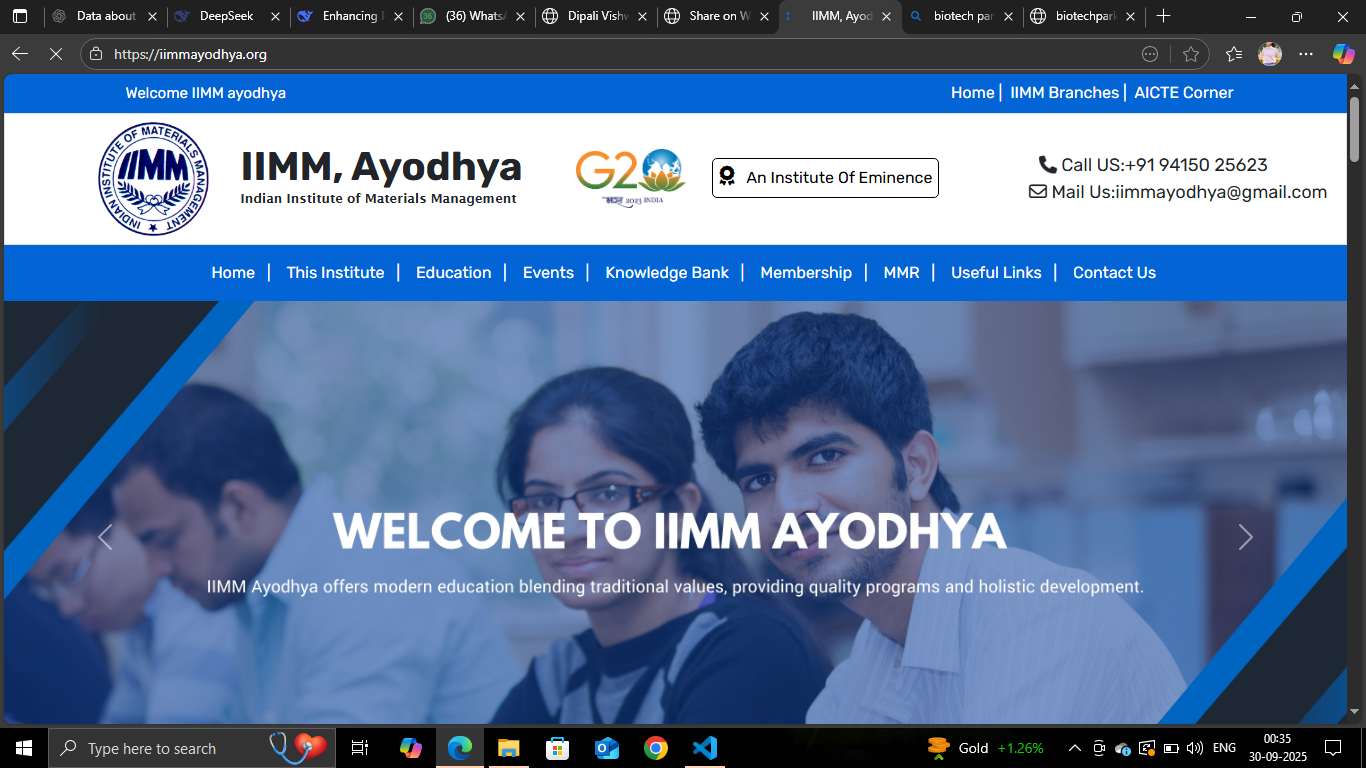 Data about
DeepSeek
Enhancing
(36) Whats
Dipali Vishv
Share on W
IIMM, Ayod
biotech par
biotechpark
https://iimmayodhya.org
Welcome IIMM ayodhya
Home | IIMM Branches | AICTE Corner
INDIAN INSTITUTE OF MATERIALS MANAGEMENT
IIMM
IIMM, Ayodhya
Indian Institute of Materials Management
G20
भारत 2023 INDIA
An Institute Of Eminence
Call US:+91 94150 25623
Mail Us:iimmayodhya@gmail.com
Home | This Institute | Education | Events | Knowledge Bank | Membership | MMR | Useful Links | Contact Us
WELCOME TO IIMM AYODHYA
IIMM Ayodhya offers modern education blending traditional values, providing quality programs and holistic development.
Type here to search
Gold +1.26%
ENG
00:35
30-09-2025